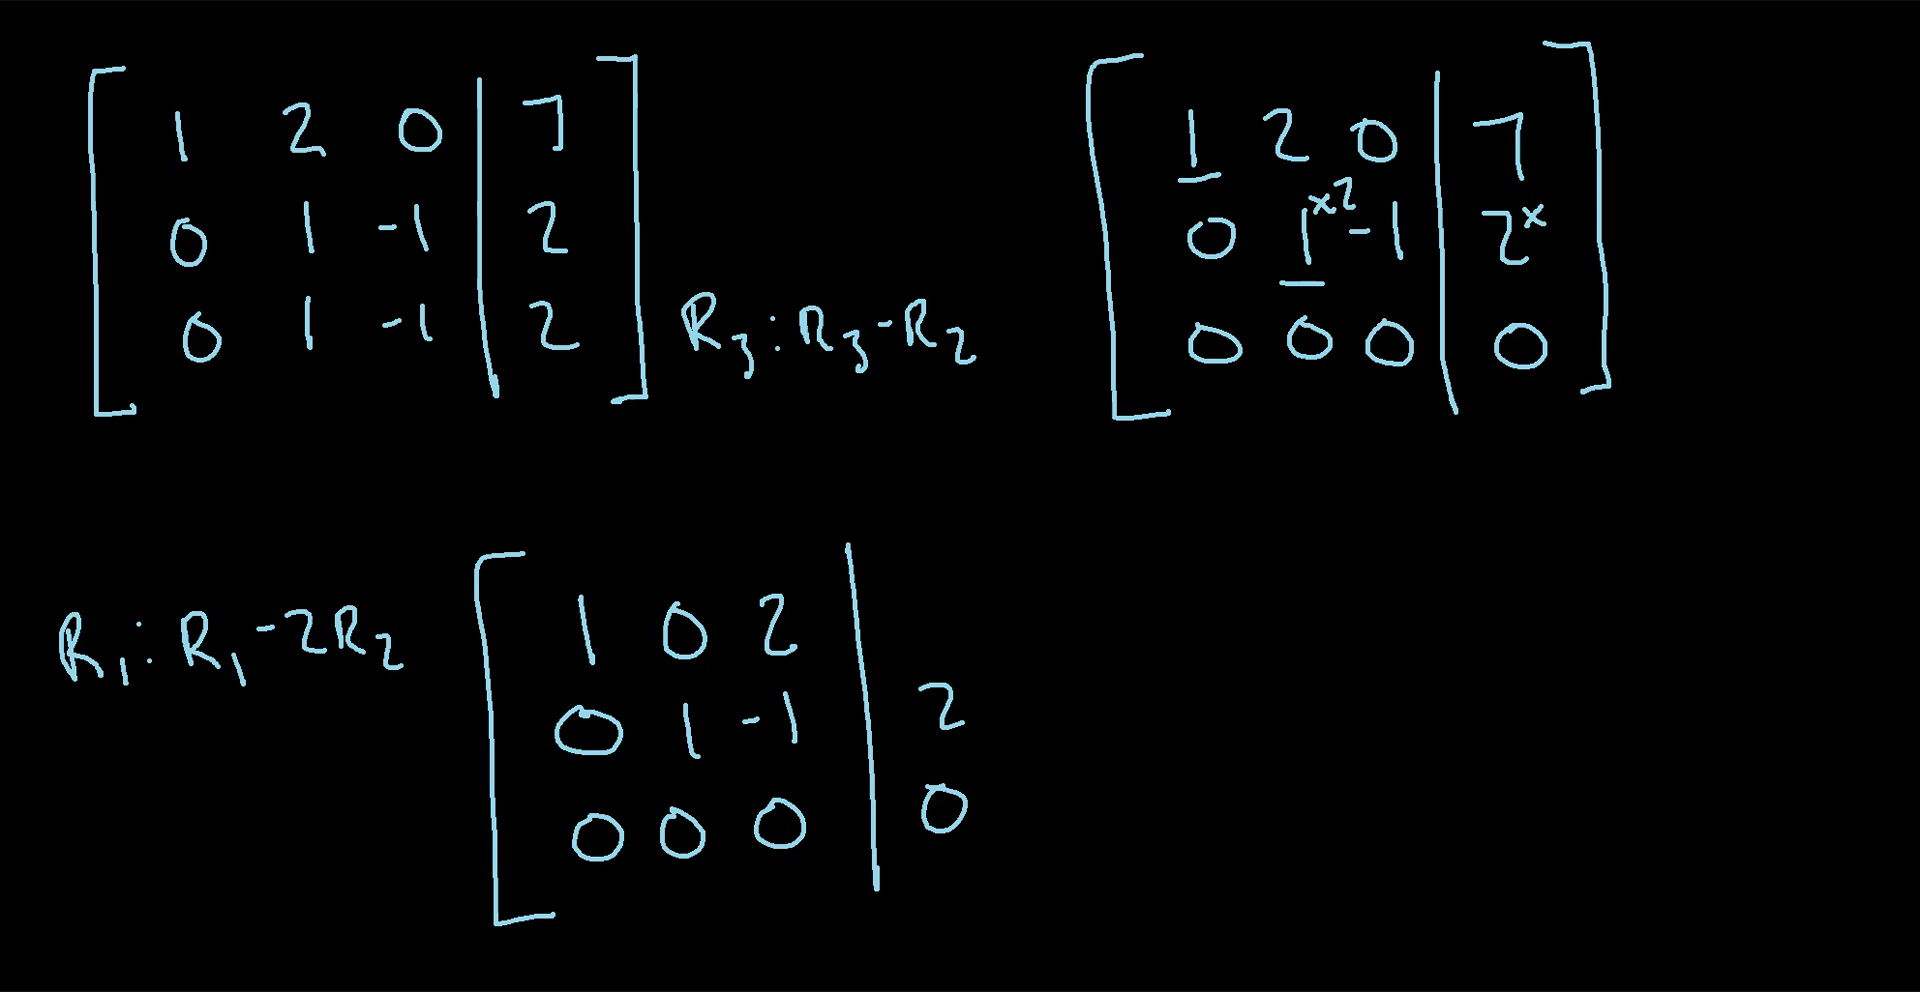 1 2 0 | 7
0 1 -1 | 2
0 1 -1 | 2
R3 : R3 - R2
1 2 0 | 7
0 1 x2 -1 | 2 x
0 0 0 | 0
R1 : R1 - 2R2
1 0 2 |
0 1 -1 | 2
0 0 0 | 0